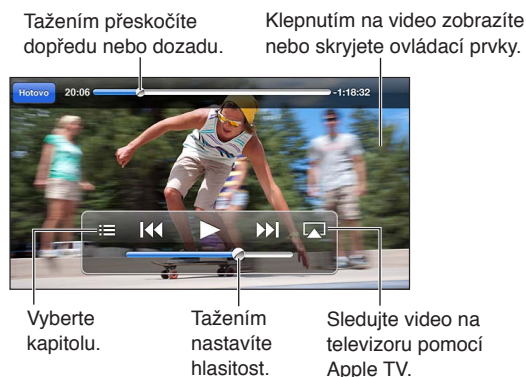 Tažením přeskočíte
dopředu nebo dozadu.
Klepnutím na video zobrazíte
nebo skryjete ovládací prvky.
Hotovo
20:06
-1:18:32
Vyberte
kapitolu.
Tažením
nastavíte
hlasitost.
Sledujte video na
televizoru pomocí
Apple TV.